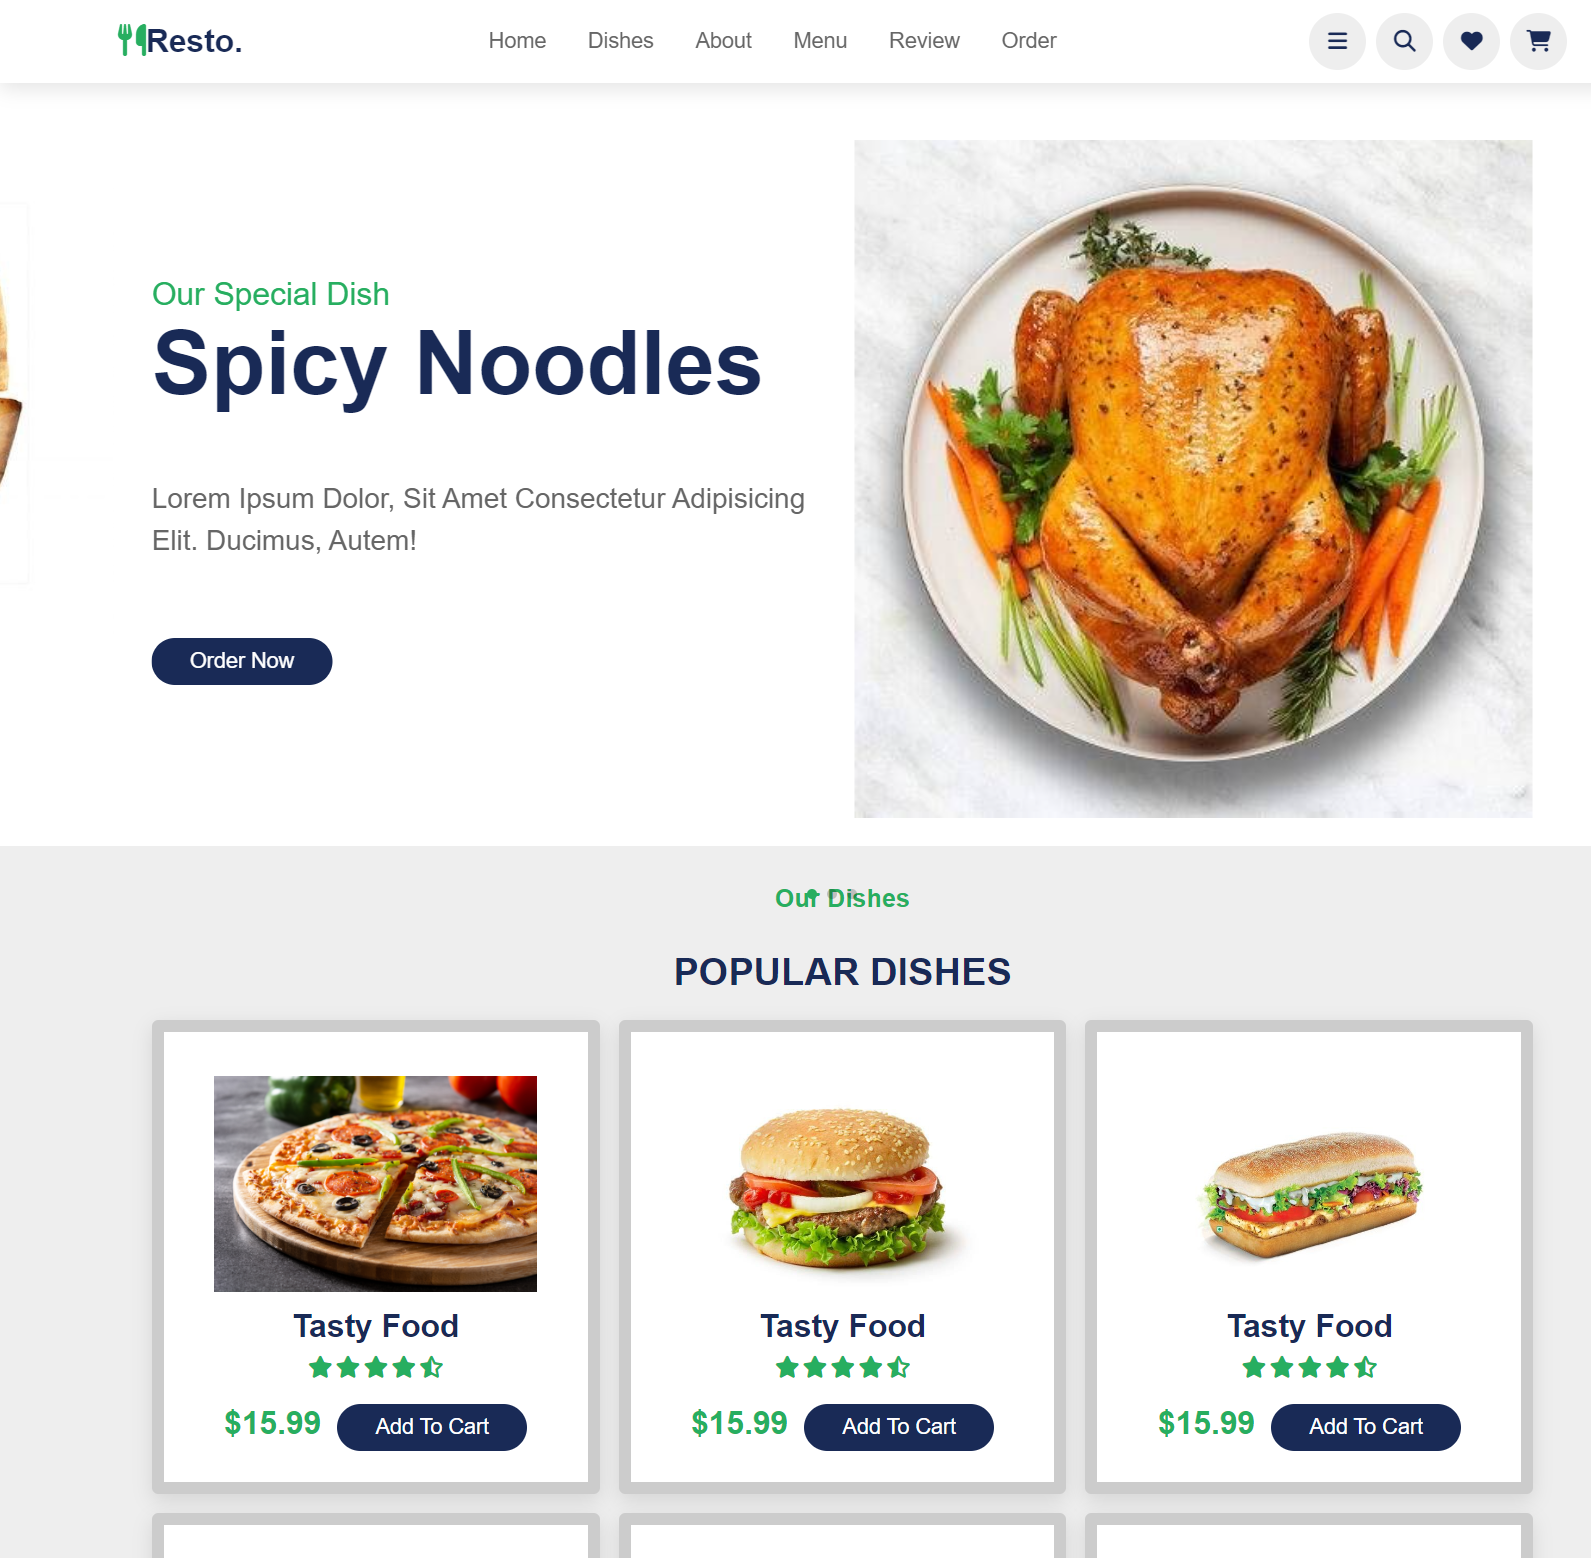 Resto.
Home Dishes About Menu Review Order
Our Special Dish
Spicy Noodles
Lorem Ipsum Dolor, Sit Amet Consectetur Adipisicing
Elit. Ducimus, Autem!
Order Now
Our Dishes
POPULAR DISHES
Tasty Food
$15.99 Add To Cart
Tasty Food
$15.99 Add To Cart
Tasty Food
$15.99 Add To Cart